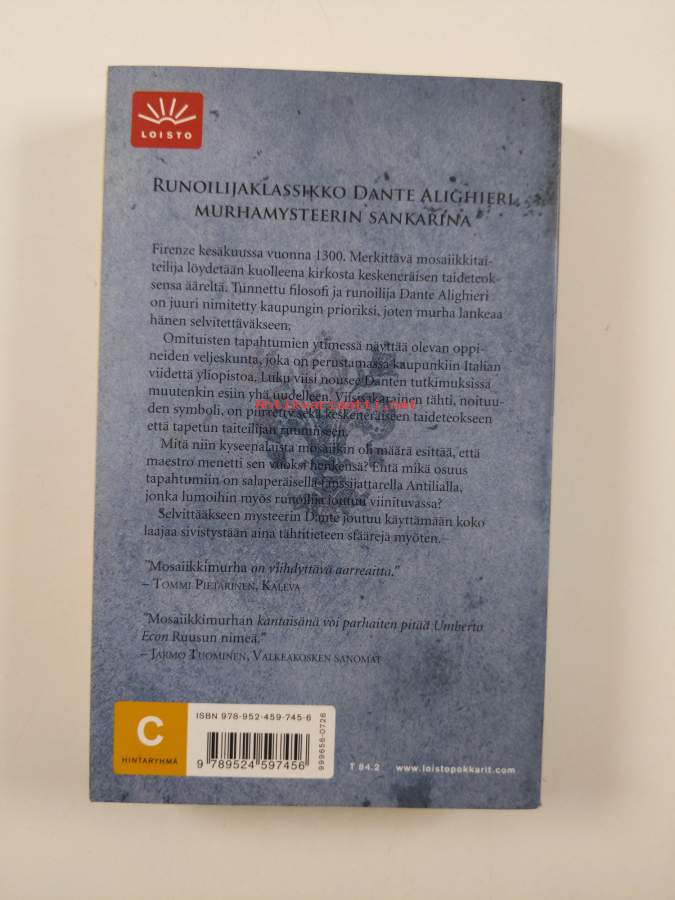 LOISTO
RUNOILIJAKLASSIKKO DANTE ALIGHIERI
MURHAMYSTEERIN SANKARINA
Firenze kesäkuussa vuonna 1300. Merkittävä mosaiikkitai-
teilija löydetään kuolleena kirkosta keskeneräisen taideteok-
sensa ääreltä. Tunnettu filosofi ja runoilija Dante Alighieri
on juuri nimitetty kaupungin prioriksi, joten murha lankeaa
hänen selvitettäväkseen.
Omituisten tapahtumien ytimessä näyttää olevan oppi-
neiden veljeskunta, joka on perustamassa kaupunkiin Italian
viidettä yliopistoa. Luku viisi nousee Danten tutkimuksissa
muutenkin esiin yhä uudelleen. Viisisakarainen tähti, noituu-
antikvariaatti.net
den symboli, on piirretty sekä keskeneräiseen taideteokseen
että tapetun taiteilijan ruumiiseen.
Mitä niin kyseenalaista mosaiikin oli määrä esittää, että
maestro menetti sen vuoksi henkensä? Entä mikä osuus
tapahtumiin on salaperäisellä tanssijattarella Antilialla,
jonka lumoihin myös runoilija joutuu viinituvassa?
Selvittääkseen mysteerin Dante joutuu käyttämään koko
laajaa sivistystään aina tähtitieteen sfäärejä myöten.
"Mosaiikkimurha on viihdyttävä aarreaitta."
– TOMMI PIETARINEN, KALEVA
"Mosaiikkimurhan kantaisänä voi parhaiten pitää Umberto
Econ Ruusun nimeä."
– JARMO TUOMINEN, VALKEAKOSKEN SANOMAT
C
HINTARYHMÄ
ISBN 978-952-459-745-6
9 789524 597456
999656-0726
T 84.2 www.loistopokkarit.com